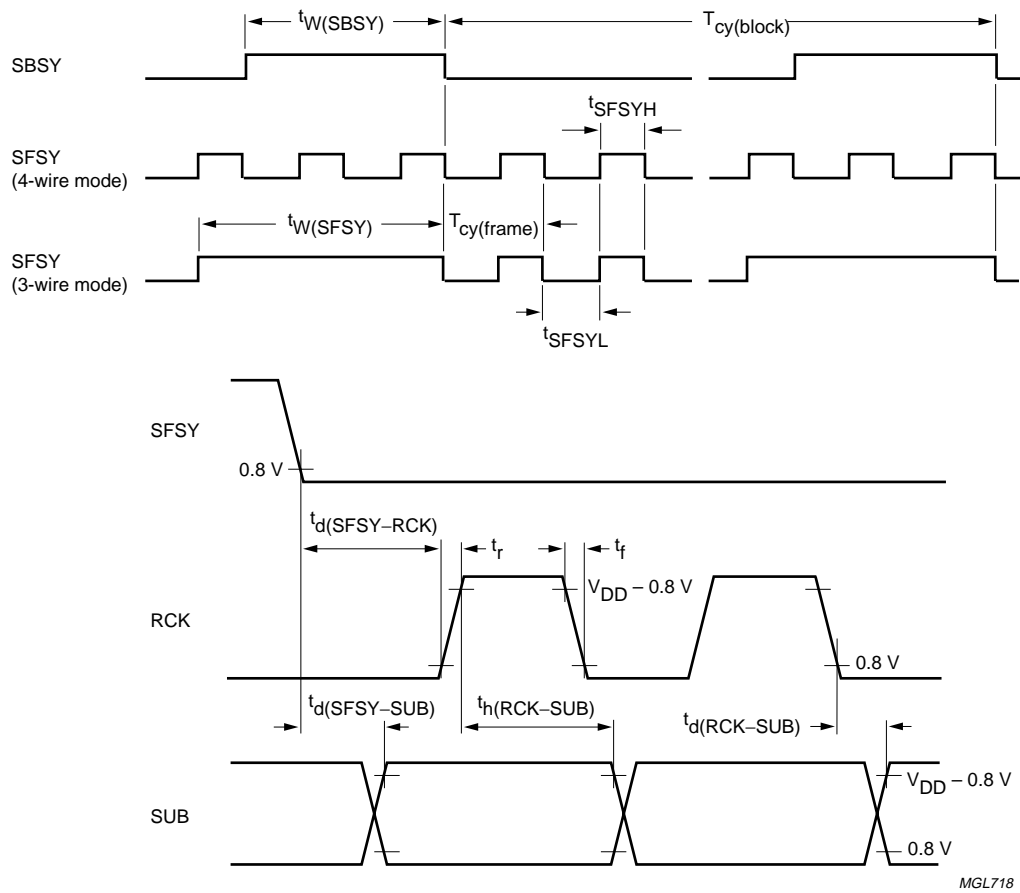 tW(SBSY)
Tcy(block)
SBSY
tSFSYH
SFSY
(4-wire mode)
tW(SFSY)
Tcy(frame)
SFSY
(3-wire mode)
tSFSYL
SFSY
0.8 V
td(SFSY–RCK)
tr
tf
VDD – 0.8 V
RCK
0.8 V
td(SFSY–SUB)
th(RCK–SUB)
td(RCK–SUB)
VDD – 0.8 V
SUB
0.8 V
MGL718